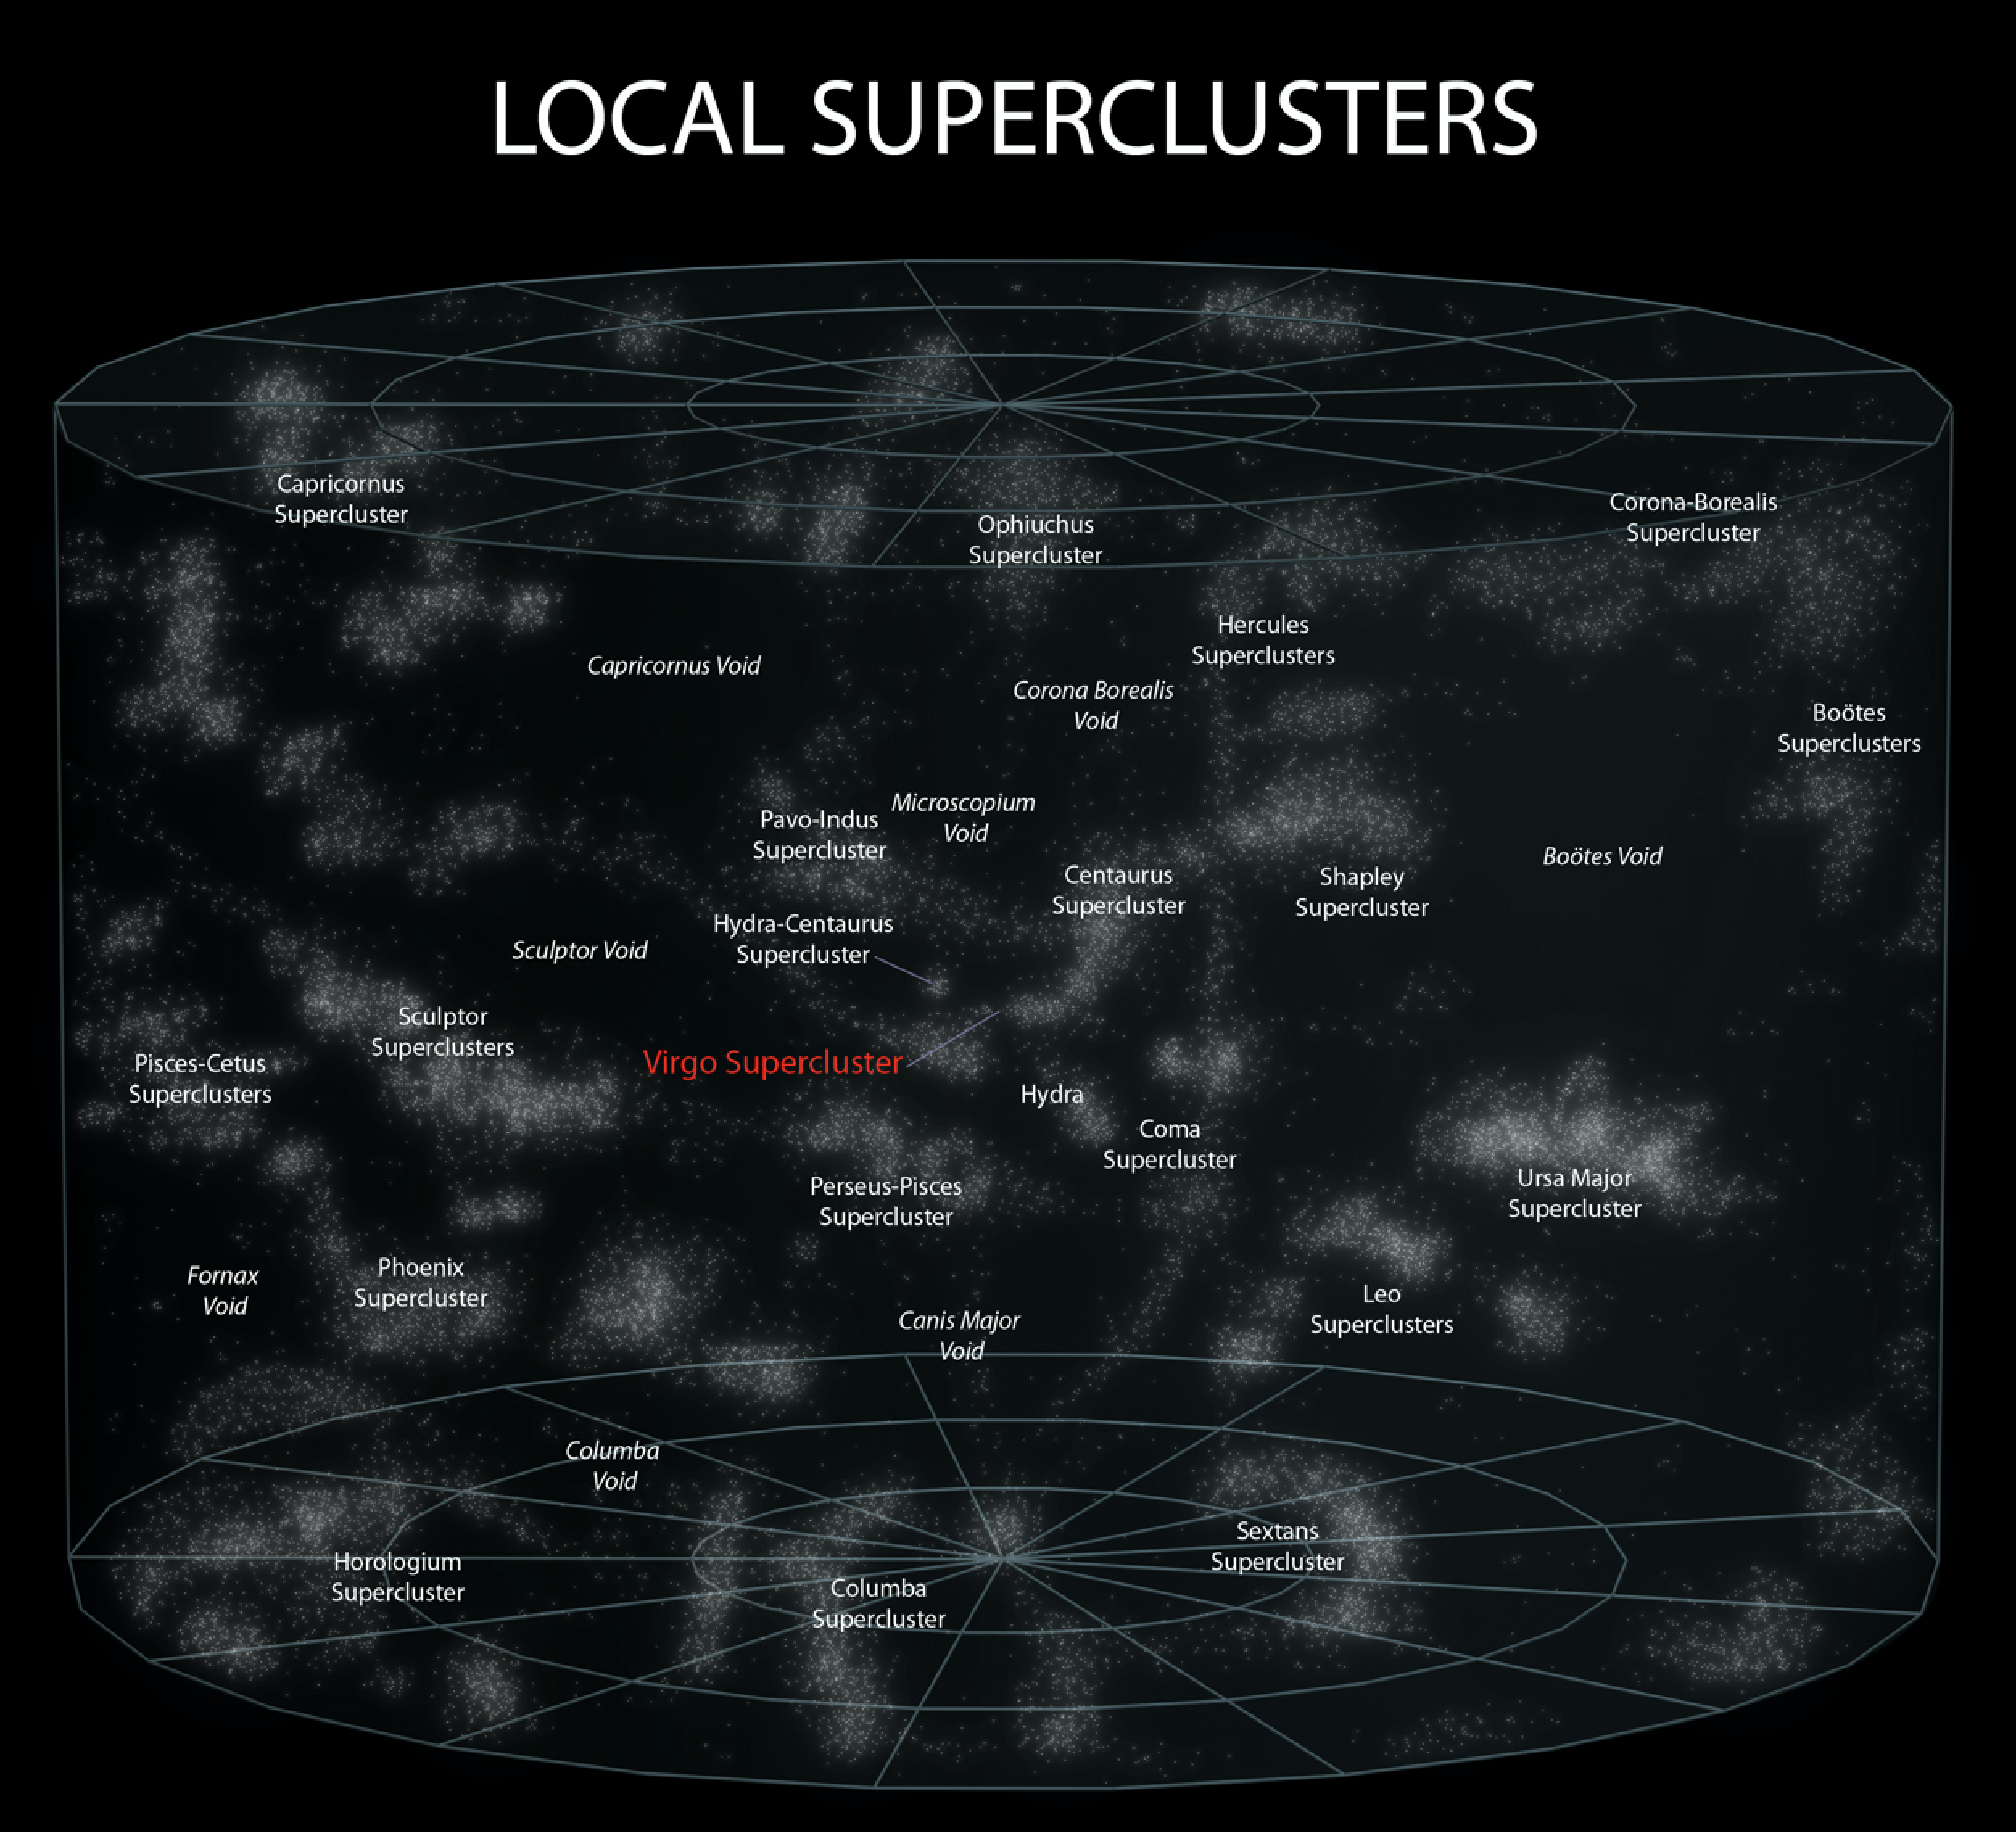 LOCAL SUPERCLUSTERS
Capricornus
Supercluster
Ophiuchus
Supercluster
Corona-Borealis
Supercluster
Hercules
Superclusters
Capricornus Void
Corona Borealis
Void
Boötes
Superclusters
Microscopium
Void
Pavo-Indus
Supercluster
Boötes Void
Centaurus
Supercluster
Shapley
Supercluster
Hydra-Centaurus
Supercluster
Sculptor Void
Sculptor
Superclusters
Virgo Supercluster
Pisces-Cetus
Superclusters
Hydra
Coma
Supercluster
Perseus-Pisces
Supercluster
Ursa Major
Supercluster
Fornax
Void
Phoenix
Supercluster
Leo
Superclusters
Canis Major
Void
Columba
Void
Sextans
Supercluster
Horologium
Supercluster
Columba
Supercluster